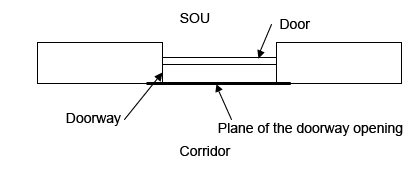 SOU
Door
Doorway
Plane of the doorway opening
Corridor